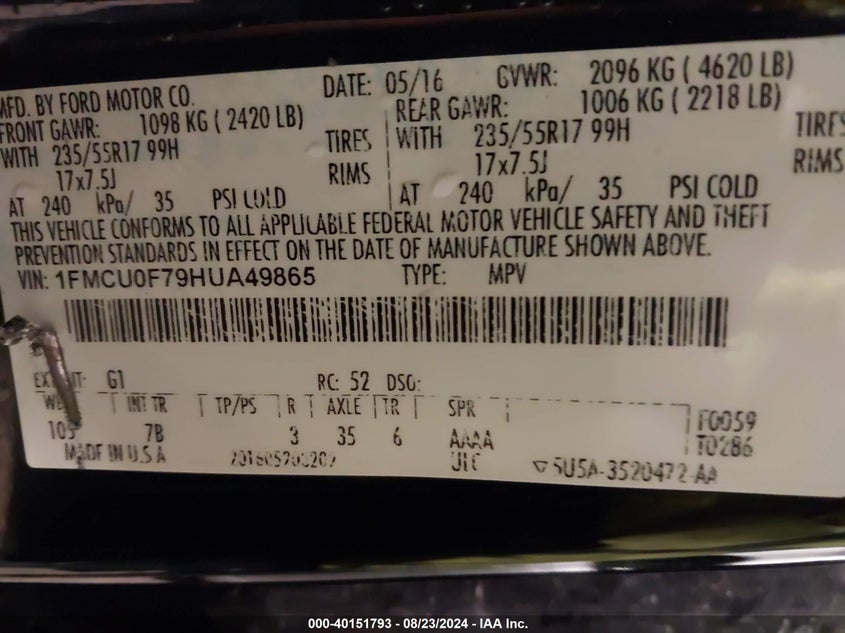 MFD. BY FORD MOTOR CO. DATE: 05/16 GVWR: 2096 KG ( 4620 LB)
FRONT GAWR: 1098 KG ( 2420 LB) REAR GAWR: 1006 KG ( 2218 LB)
WITH 235/55R17 99H TIRES WITH 235/55R17 99H TIRES
17x7.5J RIMS 17x7.5J RIMS
AT 240 kPa/ 35 PSI COLD AT 240 kPa/ 35 PSI COLD
THIS VEHICLE CONFORMS TO ALL APPLICABLE FEDERAL MOTOR VEHICLE SAFETY AND THEFT
PREVENTION STANDARDS IN EFFECT ON THE DATE OF MANUFACTURE SHOWN ABOVE.
VIN: 1FMCU0F79HUA49865 TYPE: MPV
G1 RC: 52 DSO:
INT TR TP/PS R AXLE TR SPR F0059
105 7B 3 35 6 AAAA T0286
MADE IN U.S.A. 5U5A-3520472-AA
000-40151793 - 08/23/2024 - IAA Inc.